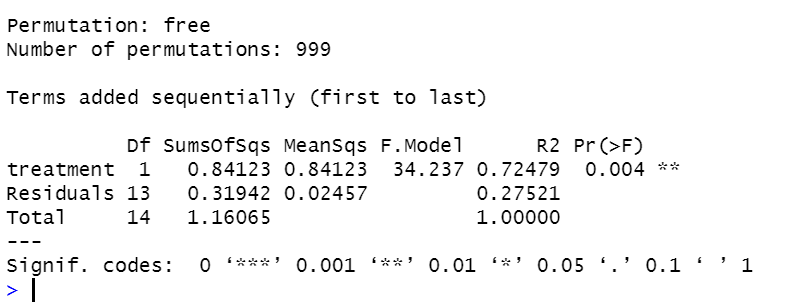 Permutation: free
Number of permutations: 999
Terms added sequentially (first to last)
Df SumsOfSqs MeanSqs F.Model R2 Pr(>F)
treatment 1 0.84123 0.84123 34.237 0.72479 0.004 **
Residuals 13 0.31942 0.02457 0.27521
Total 14 1.16065 1.00000
---
Signif. codes: 0 ‘***’ 0.001 ‘**’ 0.01 ‘*’ 0.05 ‘.’ 0.1 ‘ ’ 1
>